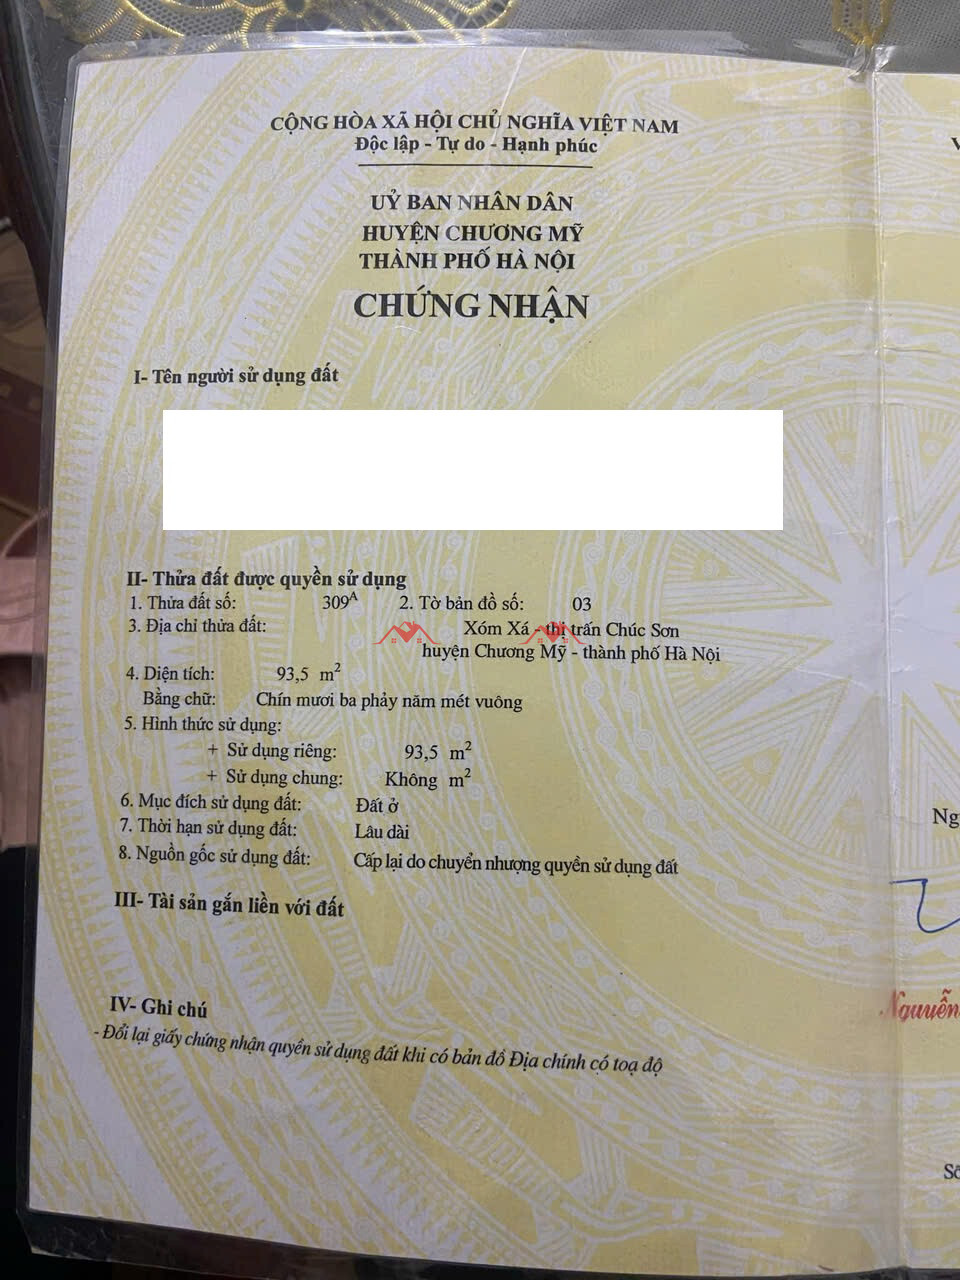 CỘNG HÒA XÃ HỘI CHỦ NGHĨA VIỆT NAM
Độc lập - Tự do - Hạnh phúc
UỶ BAN NHÂN DÂN
HUYỆN CHƯƠNG MỸ
THÀNH PHỐ HÀ NỘI
CHỨNG NHẬN
I- Tên người sử dụng đất
II- Thửa đất được quyền sử dụng
1. Thửa đất số: 309A 2. Tờ bản đồ số: 03
3. Địa chỉ thửa đất: Xóm Xá - thị trấn Chúc Sơn
huyện Chương Mỹ - thành phố Hà Nội
4. Diện tích: 93,5 m2
Bằng chữ: Chín mươi ba phảy năm mét vuông
5. Hình thức sử dụng:
+ Sử dụng riêng: 93,5 m2
+ Sử dụng chung: Không m2
6. Mục đích sử dụng đất: Đất ở
7. Thời hạn sử dụng đất: Lâu dài
8. Nguồn gốc sử dụng đất: Cấp lại do chuyển nhượng quyền sử dụng đất
III- Tài sản gắn liền với đất
IV- Ghi chú
- Đổi lại giấy chứng nhận quyền sử dụng đất khi có bản đồ Địa chính có toạ độ
Nguyễn